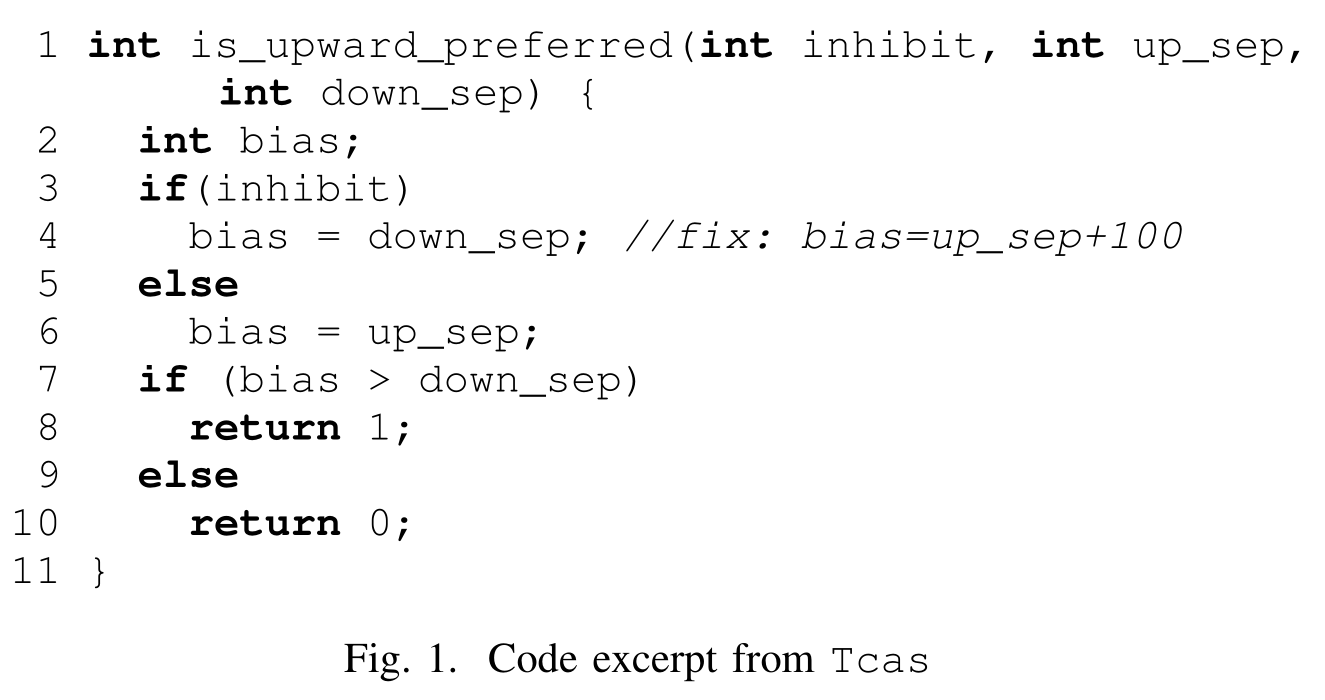 1 int is_upward_preferred(int inhibit, int up_sep,
int down_sep) {
2 int bias;
3 if(inhibit)
4 bias = down_sep; //fix: bias=up_sep+100
5 else
6 bias = up_sep;
7 if (bias > down_sep)
8 return 1;
9 else
10 return 0;
11 }
Fig. 1. Code excerpt from Tcas